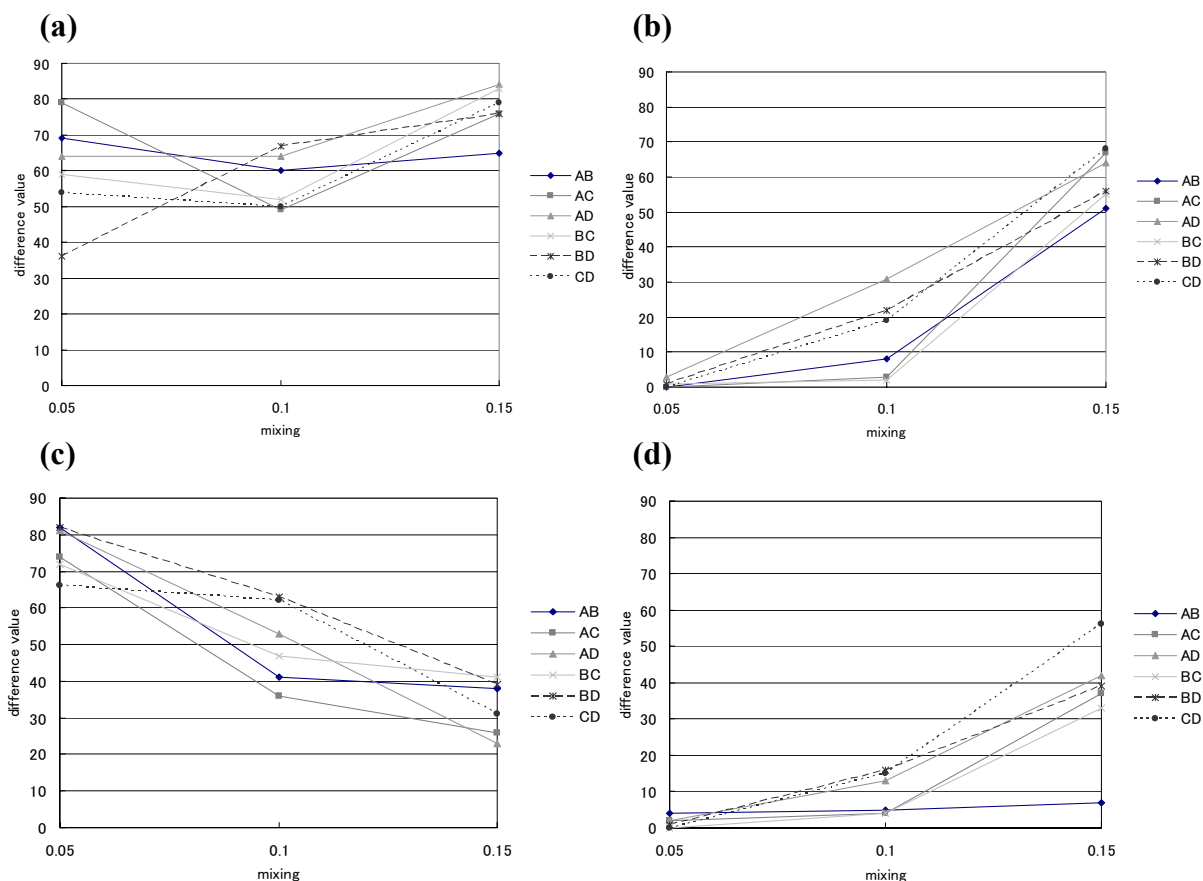 (a)
90
80
70
60
50
40
30
20
10
0
difference value
0.05 0.1 0.15
mixing
AB
AC
AD
BC
BD
CD
(b)
90
80
70
60
50
40
30
20
10
0
difference value
0.05 0.1 0.15
mixing
AB
AC
AD
BC
BD
CD
(c)
90
80
70
60
50
40
30
20
10
0
difference value
0.05 0.1 0.15
mixing
AB
AC
AD
BC
BD
CD
(d)
90
80
70
60
50
40
30
20
10
0
difference value
0.05 0.1 0.15
mixing
AB
AC
AD
BC
BD
CD